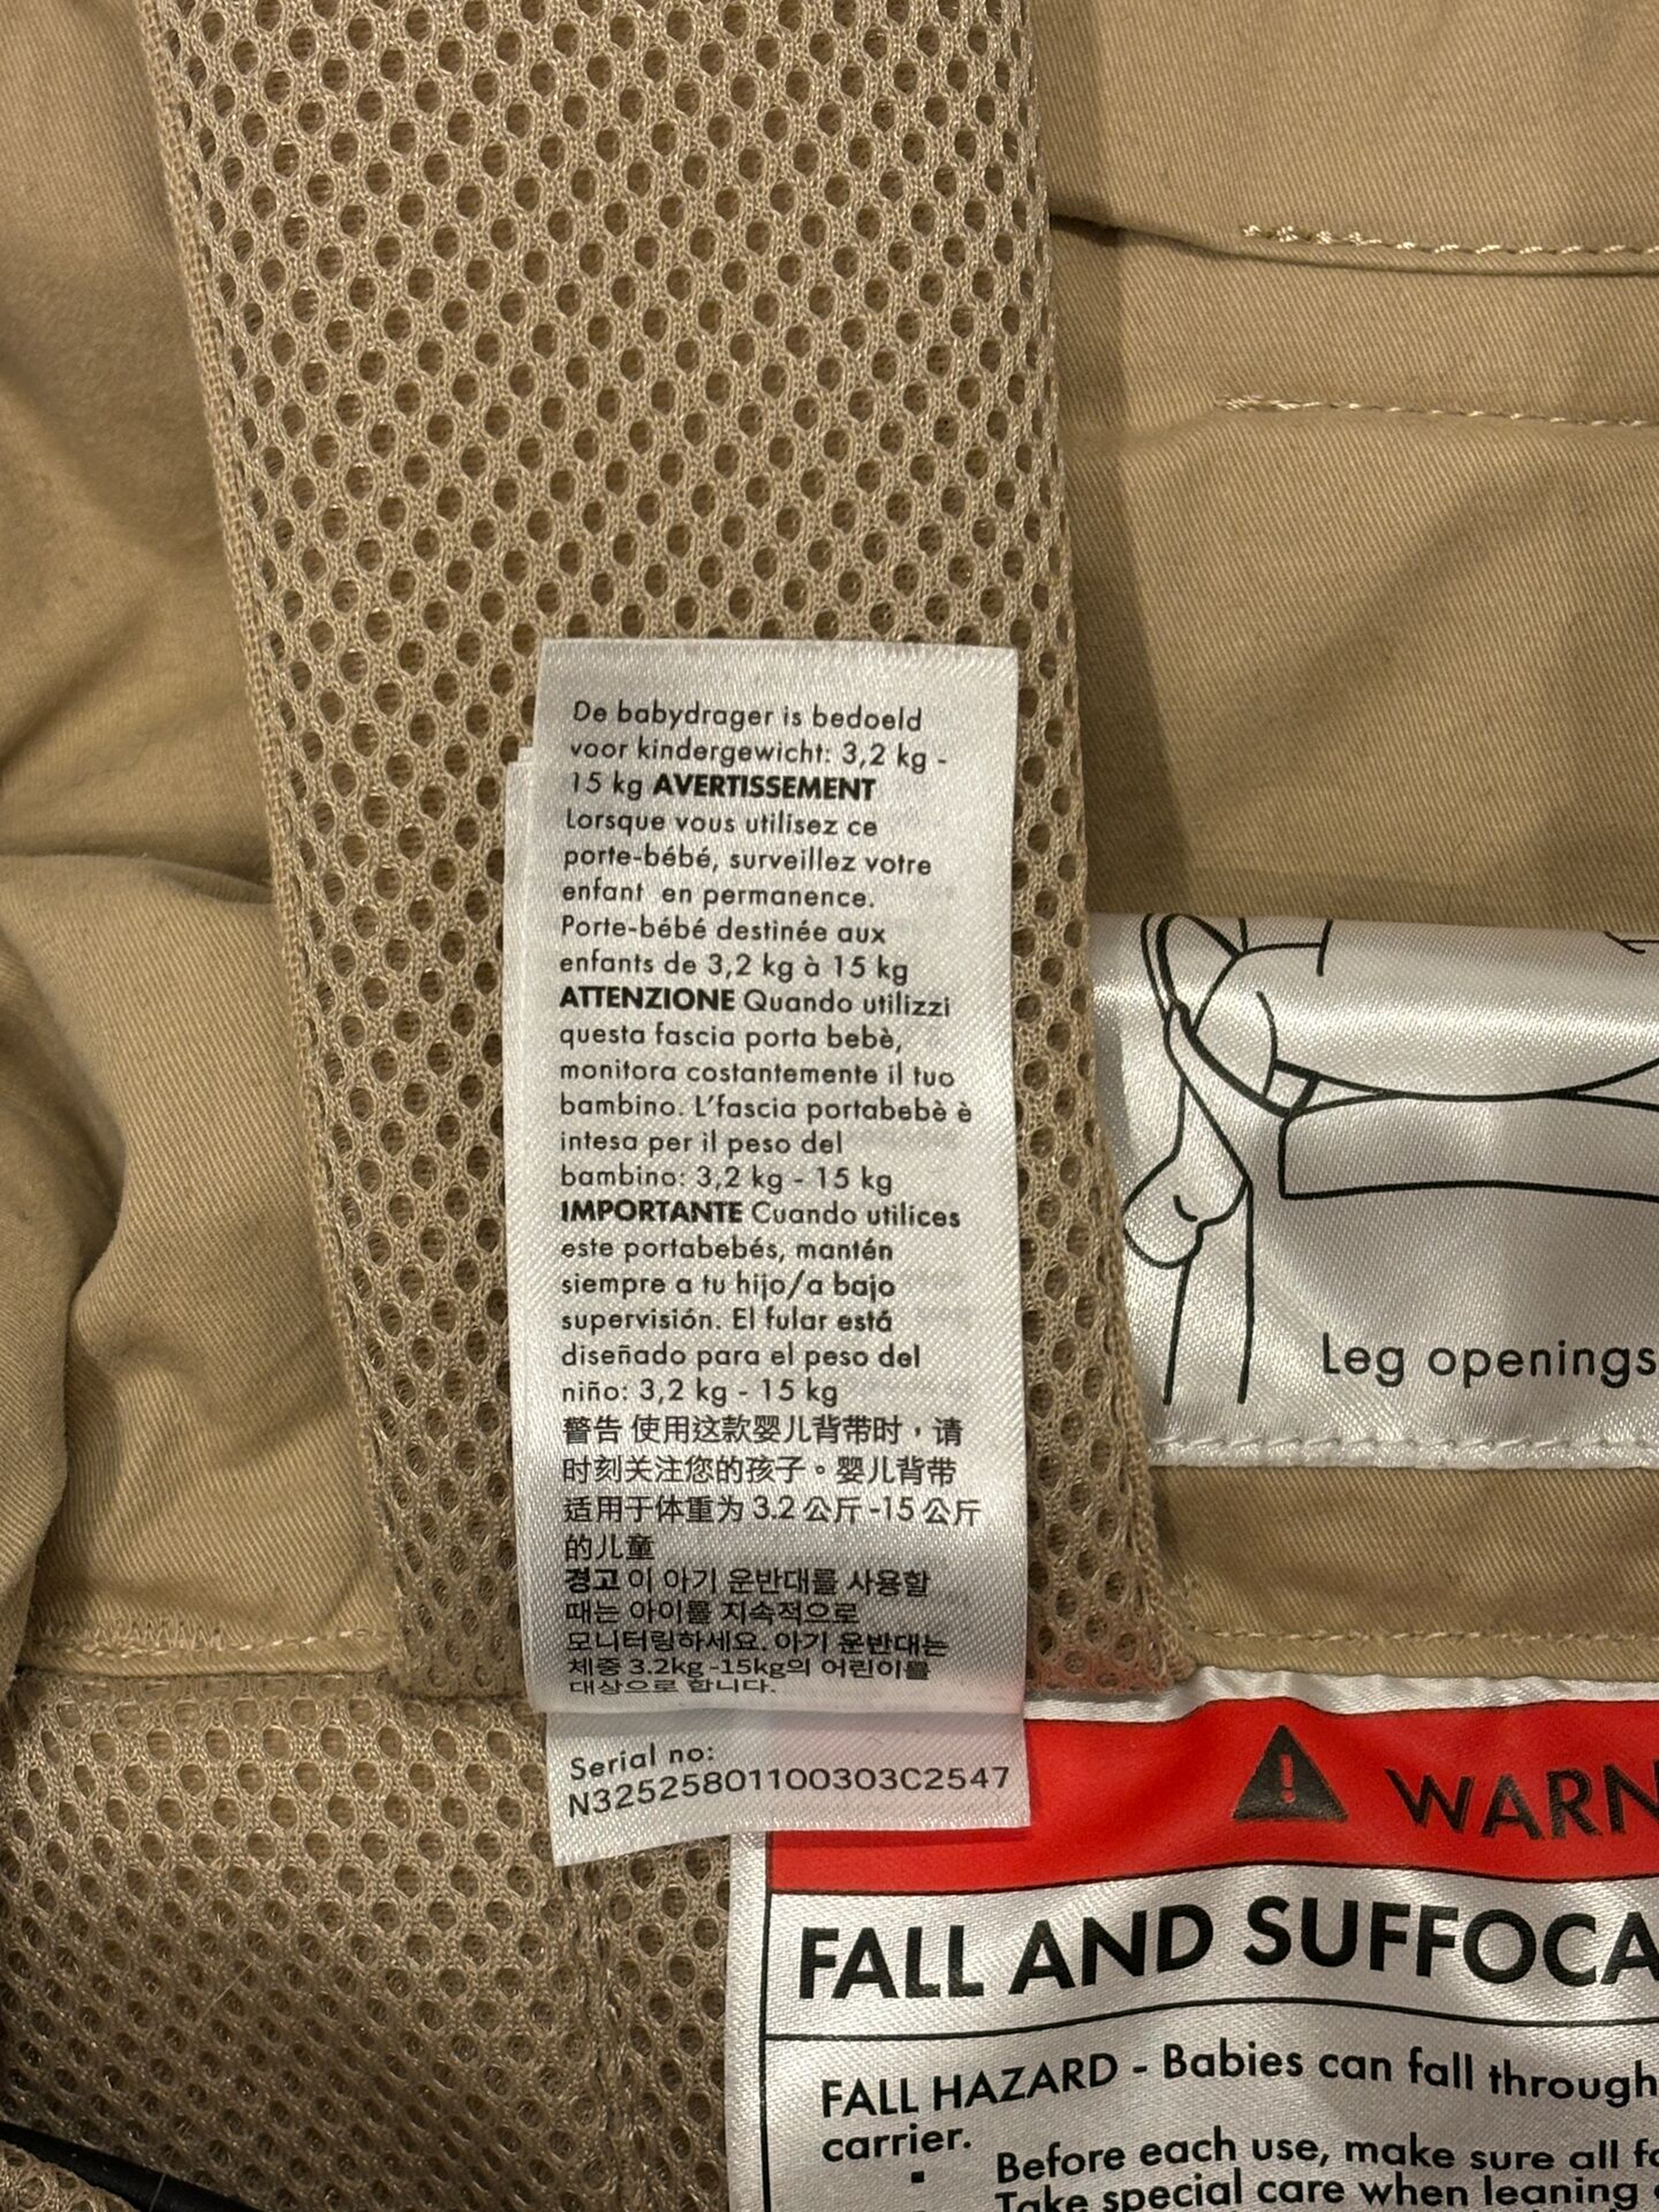 De babydrager is bedoeld
voor kindergewicht: 3,2 kg -
15 kg AVERTISSEMENT
Lorsque vous utilisez ce
porte-bébé, surveillez votre
enfant en permanence.
Porte-bébé destinée aux
enfants de 3,2 kg à 15 kg
ATTENZIONE Quando utilizzi
questa fascia porta bebè,
monitora costantemente il tuo
bambino. L'fascia portabebè è
intesa per il peso del
bambino: 3,2 kg - 15 kg
IMPORTANTE Cuando utilices
este portabebés, mantén
siempre a tu hijo/a bajo
supervisión. El fular está
diseñado para el peso del
niño: 3,2 kg - 15 kg
警告 使用这款婴儿背带时，请
时刻关注您的孩子。婴儿背带
适用于体重为 3.2 公斤 -15 公斤
的儿童
경고 이 아기 운반대를 사용할
때는 아이를 지속적으로
모니터링하세요. 아기 운반대는
체중 3.2kg -15kg의 어린이를
대상으로 합니다.
Serial no:
N32525801100303C2547
Leg openings
WARN
FALL AND SUFFOCA
FALL HAZARD - Babies can fall through
carrier.
▪ Before each use, make sure all
Take special care when leaning